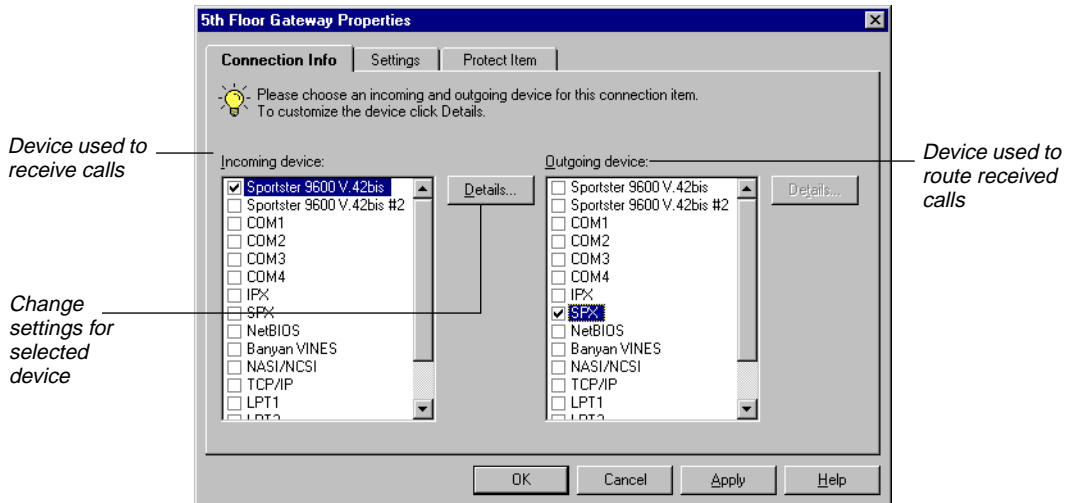 5th Floor Gateway Properties
Connection Info
Settings
Protect Item
Please choose an incoming and outgoing device for this connection item.
To customize the device click Details.
Device used to
receive calls
Incoming device:
Sportster 9600 V.42bis
Sportster 9600 V.42bis #2
COM1
COM2
COM3
COM4
IPX
SPX
NetBIOS
Banyan VINES
NASI/NCSI
TCP/IP
LPT1
Details...
Change
settings for
selected
device
Outgoing device:
Sportster 9600 V.42bis
Sportster 9600 V.42bis #2
COM1
COM2
COM3
COM4
IPX
SPX
NetBIOS
Banyan VINES
NASI/NCSI
TCP/IP
LPT1
Details...
Device used to
route received
calls
OK
Cancel
Apply
Help